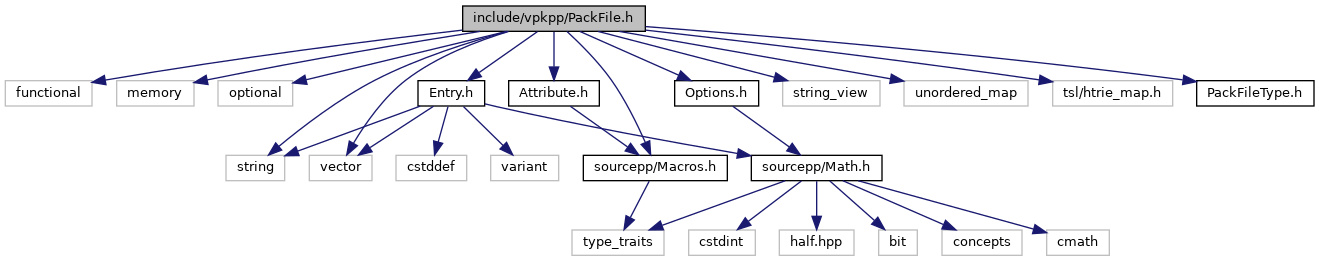 include/vpkpp/PackFile.h
functional
memory
optional
Entry.h
Attribute.h
Options.h
string_view
unordered_map
tsl/htrie_map.h
PackFileType.h
string
vector
cstddef
variant
sourcepp/Macros.h
sourcepp/Math.h
type_traits
cstdint
half.hpp
bit
concepts
cmath